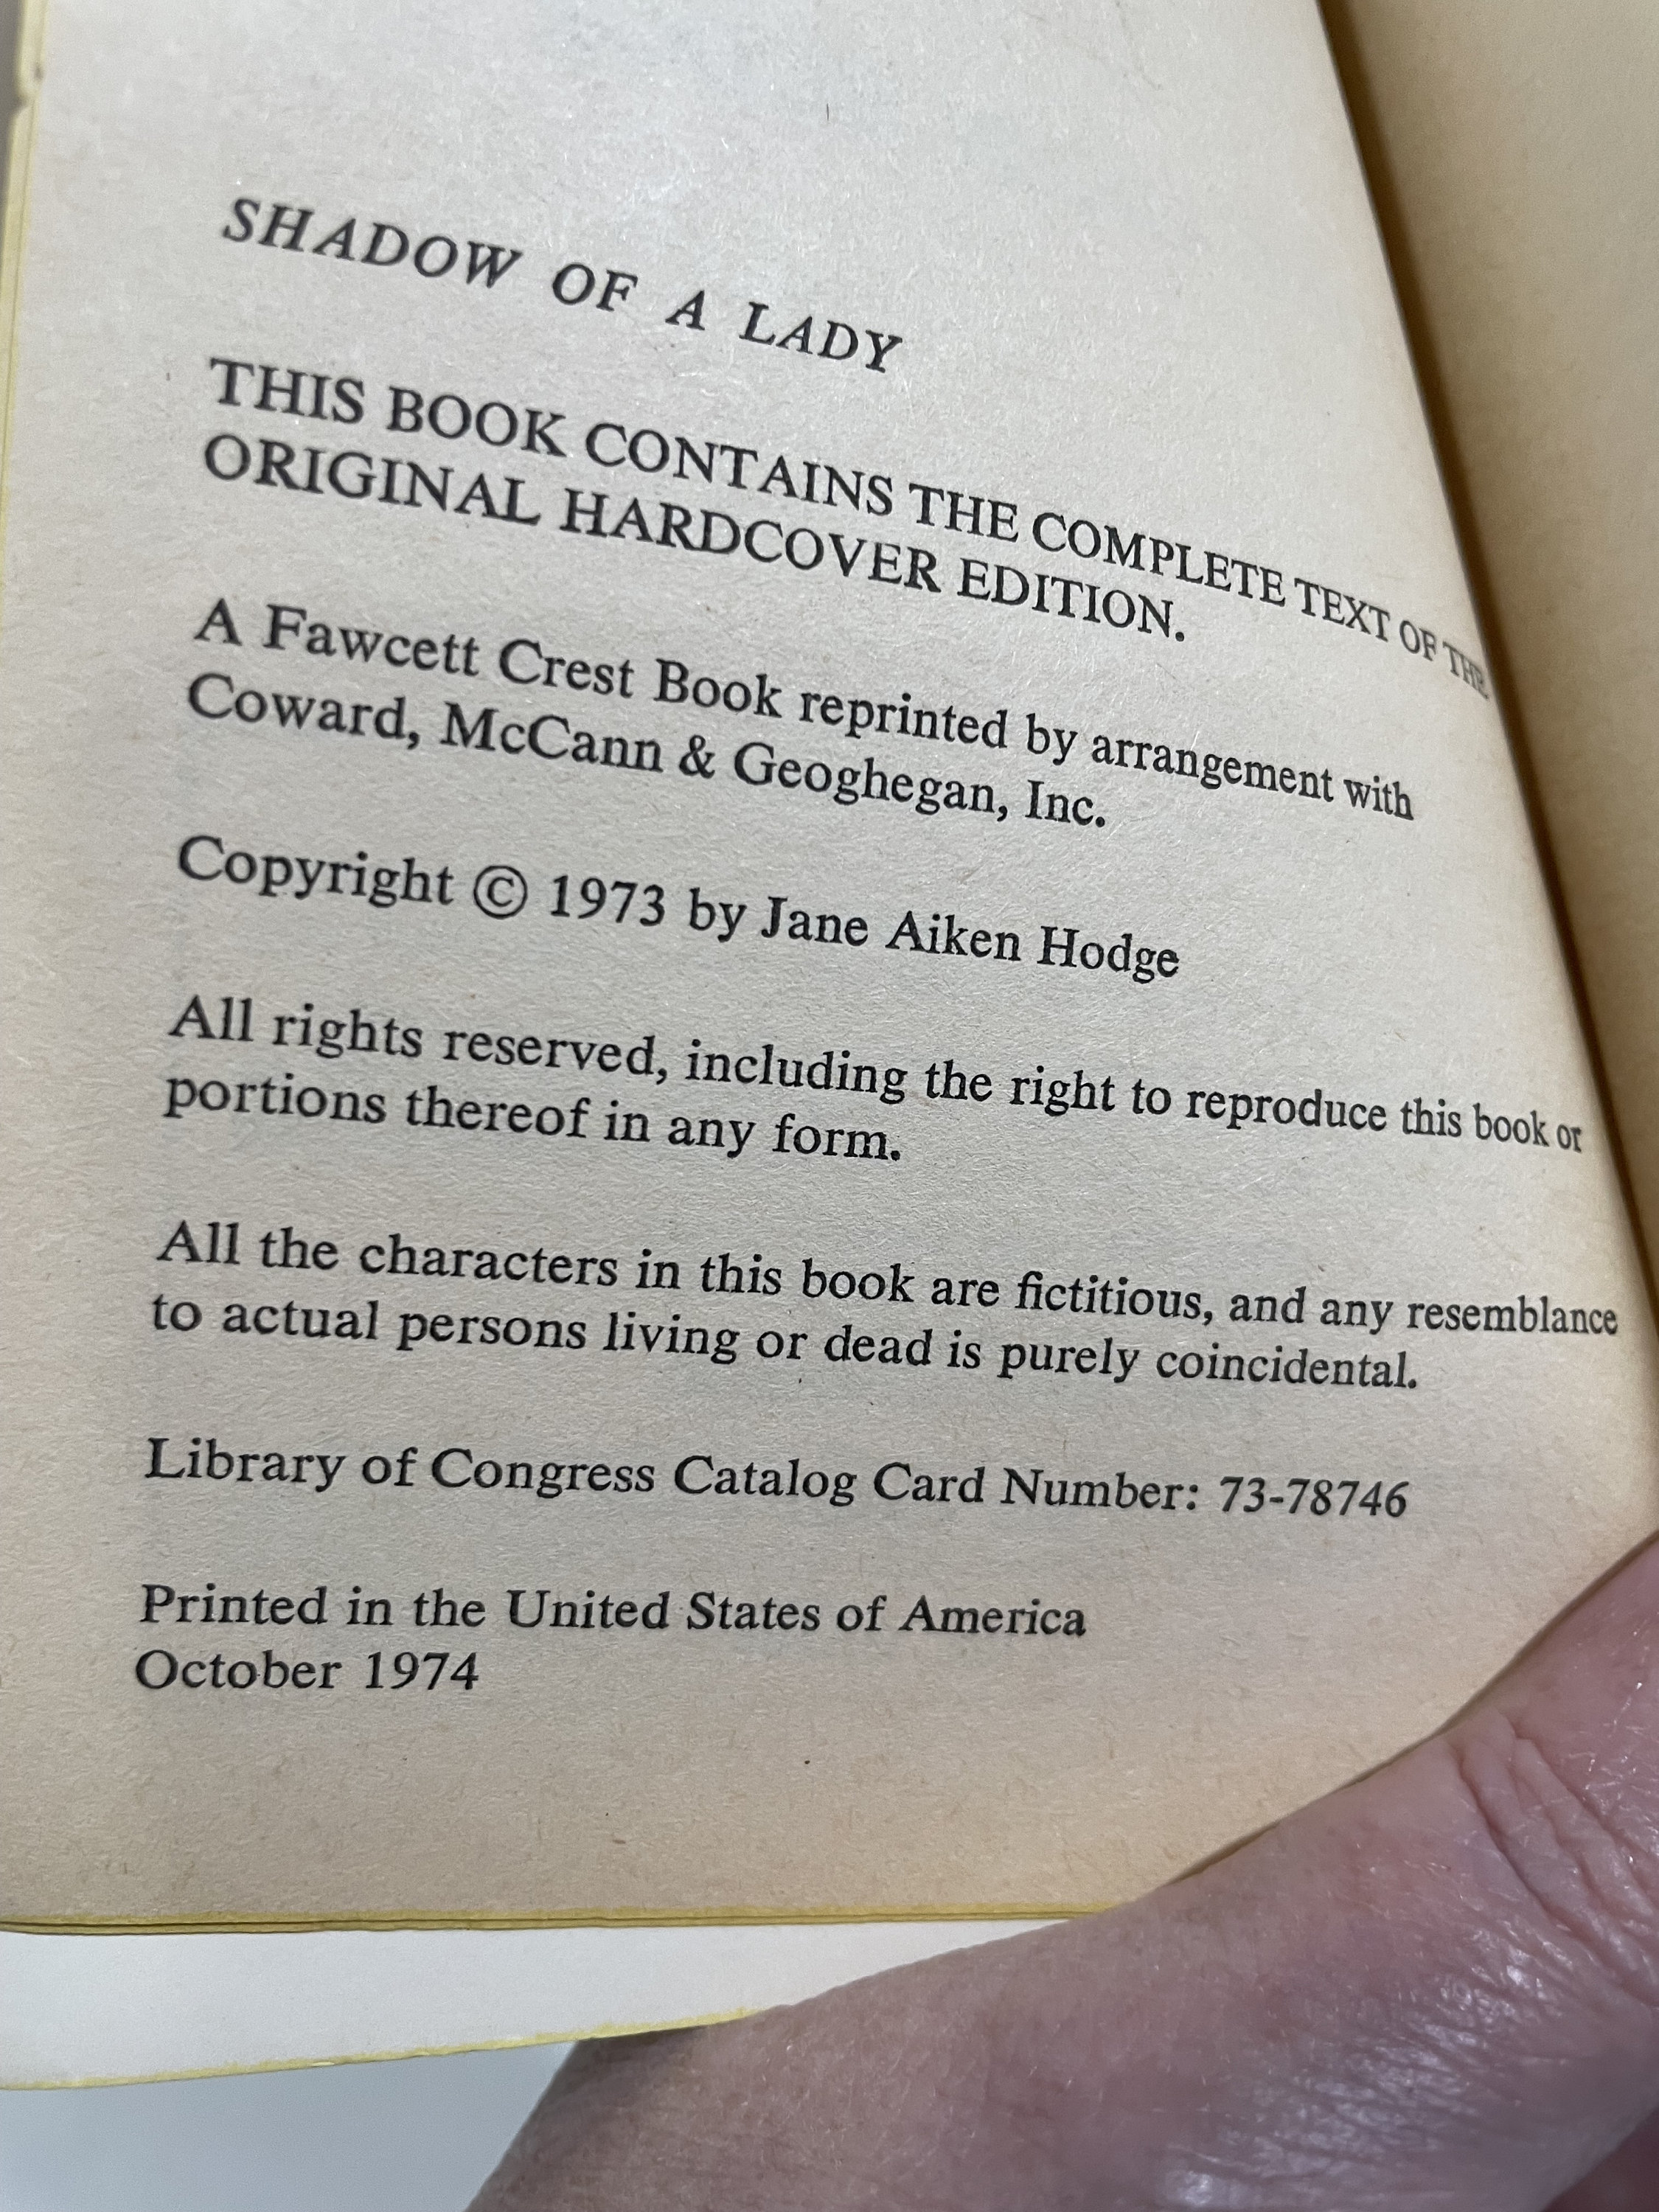 SHADOW OF A LADY
THIS BOOK CONTAINS THE COMPLETE TEXT OF THE
ORIGINAL HARDCOVER EDITION.
A Fawcett Crest Book reprinted by arrangement with
Coward, McCann & Geoghegan, Inc.
Copyright © 1973 by Jane Aiken Hodge
All rights reserved, including the right to reproduce this book or
portions thereof in any form.
All the characters in this book are fictitious, and any resemblance
to actual persons living or dead is purely coincidental.
Library of Congress Catalog Card Number: 73-78746
Printed in the United States of America
October 1974